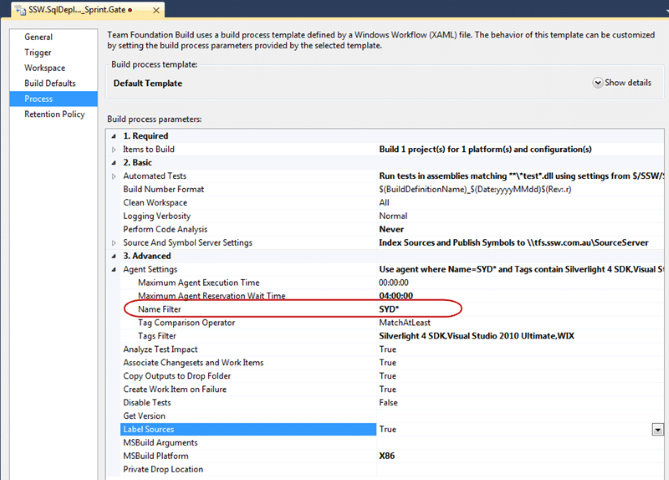 SSW.SqlDepl..._Sprint.Gate
General
Trigger
Workspace
Build Defaults
Process
Retention Policy
Team Foundation Build uses a build process template defined by a Windows Workflow (XAML) file. The behavior of this template can be customized
by setting the build process parameters provided by the selected template.
Build process template:
Default Template
Show details
Build process parameters:
1. Required
Items to Build Build 1 project(s) for 1 platform(s) and configuration(s)
2. Basic
Automated Tests Run tests in assemblies matching **\*test*.dll using settings from $/SSW/S
Build Number Format $(BuildDefinitionName)_$(Date:yyyyMMdd)$(Rev:.r)
Clean Workspace All
Logging Verbosity Normal
Perform Code Analysis Never
Source And Symbol Server Settings Index Sources and Publish Symbols to \\tfs.ssw.com.au\SourceServer
3. Advanced
Agent Settings Use agent where Name=SYD* and Tags contain Silverlight 4 SDK,Visual St
Maximum Agent Execution Time 00:00:00
Maximum Agent Reservation Wait Time 04:00:00
Name Filter SYD*
Tag Comparison Operator MatchAtLeast
Tags Filter Silverlight 4 SDK,Visual Studio 2010 Ultimate,WIX
Analyze Test Impact True
Associate Changesets and Work Items True
Copy Outputs to Drop Folder True
Create Work Item on Failure True
Disable Tests False
Get Version
Label Sources True
MSBuild Arguments
MSBuild Platform X86
Private Drop Location